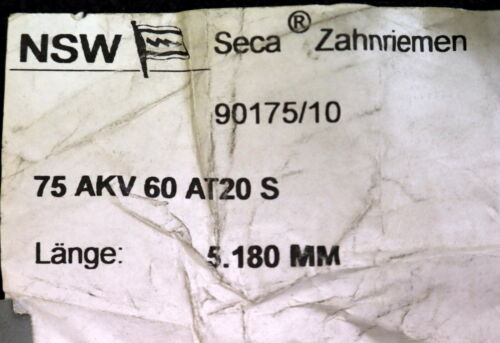 NSW Seca® Zahnriemen
90175/10
75 AKV 60 AT20 S
Länge: 5.180 MM